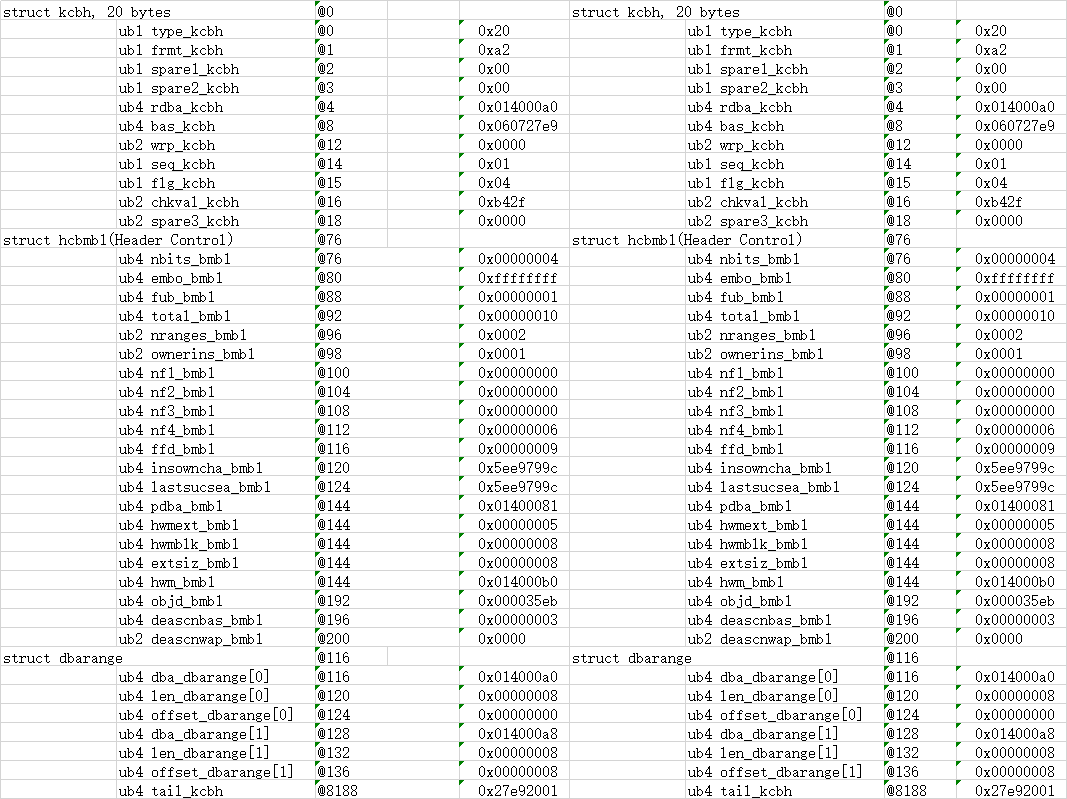 struct kcbh, 20 bytes @0 struct kcbh, 20 bytes @0
ub1 type_kcbh @0 0x20 ub1 type_kcbh @0 0x20
ub1 frmt_kcbh @1 0xa2 ub1 frmt_kcbh @1 0xa2
ub1 spare1_kcbh @2 0x00 ub1 spare1_kcbh @2 0x00
ub1 spare2_kcbh @3 0x00 ub1 spare2_kcbh @3 0x00
ub4 rdba_kcbh @4 0x014000a0 ub4 rdba_kcbh @4 0x014000a0
ub4 bas_kcbh @8 0x060727e9 ub4 bas_kcbh @8 0x060727e9
ub2 wrp_kcbh @12 0x0000 ub2 wrp_kcbh @12 0x0000
ub1 seq_kcbh @14 0x01 ub1 seq_kcbh @14 0x01
ub1 flg_kcbh @15 0x04 ub1 flg_kcbh @15 0x04
ub2 chkval_kcbh @16 0xb42f ub2 chkval_kcbh @16 0xb42f
ub2 spare3_kcbh @18 0x0000 ub2 spare3_kcbh @18 0x0000
struct hcbmb1(Header Control) @76 struct hcbmb1(Header Control) @76
ub4 nbits_bmb1 @76 0x00000004 ub4 nbits_bmb1 @76 0x00000004
ub4 embo_bmb1 @80 0xffffffff ub4 embo_bmb1 @80 0xffffffff
ub4 fub_bmb1 @88 0x00000001 ub4 fub_bmb1 @88 0x00000001
ub4 total_bmb1 @92 0x00000010 ub4 total_bmb1 @92 0x00000010
ub2 nranges_bmb1 @96 0x0002 ub2 nranges_bmb1 @96 0x0002
ub2 ownerins_bmb1 @98 0x0001 ub2 ownerins_bmb1 @98 0x0001
ub4 nf1_bmb1 @100 0x00000000 ub4 nf1_bmb1 @100 0x00000000
ub4 nf2_bmb1 @104 0x00000000 ub4 nf2_bmb1 @104 0x00000000
ub4 nf3_bmb1 @108 0x00000000 ub4 nf3_bmb1 @108 0x00000000
ub4 nf4_bmb1 @112 0x00000006 ub4 nf4_bmb1 @112 0x00000006
ub4 ffd_bmb1 @116 0x00000009 ub4 ffd_bmb1 @116 0x00000009
ub4 insowncha_bmb1 @120 0x5ee9799c ub4 insowncha_bmb1 @120 0x5ee9799c
ub4 lastsucsea_bmb1 @124 0x5ee9799c ub4 lastsucsea_bmb1 @124 0x5ee9799c
ub4 pdba_bmb1 @144 0x01400081 ub4 pdba_bmb1 @144 0x01400081
ub4 hwmext_bmb1 @144 0x00000005 ub4 hwmext_bmb1 @144 0x00000005
ub4 hwmblk_bmb1 @144 0x00000008 ub4 hwmblk_bmb1 @144 0x00000008
ub4 extsiz_bmb1 @144 0x00000008 ub4 extsiz_bmb1 @144 0x00000008
ub4 hwm_bmb1 @144 0x014000b0 ub4 hwm_bmb1 @144 0x014000b0
ub4 objd_bmb1 @192 0x000035eb ub4 objd_bmb1 @192 0x000035eb
ub4 deascnbas_bmb1 @196 0x00000003 ub4 deascnbas_bmb1 @196 0x00000003
ub2 deascnwap_bmb1 @200 0x0000 ub2 deascnwap_bmb1 @200 0x0000
struct dbarange @116 struct dbarange @116
ub4 dba_dbarange[0] @116 0x014000a0 ub4 dba_dbarange[0] @116 0x014000a0
ub4 len_dbarange[0] @120 0x00000008 ub4 len_dbarange[0] @120 0x00000008
ub4 offset_dbarange[0] @124 0x00000000 ub4 offset_dbarange[0] @124 0x00000000
ub4 dba_dbarange[1] @128 0x014000a8 ub4 dba_dbarange[1] @128 0x014000a8
ub4 len_dbarange[1] @132 0x00000008 ub4 len_dbarange[1] @132 0x00000008
ub4 offset_dbarange[1] @136 0x00000008 ub4 offset_dbarange[1] @136 0x00000008
ub4 tail_kcbh @8188 0x27e92001 ub4 tail_kcbh @8188 0x27e92001